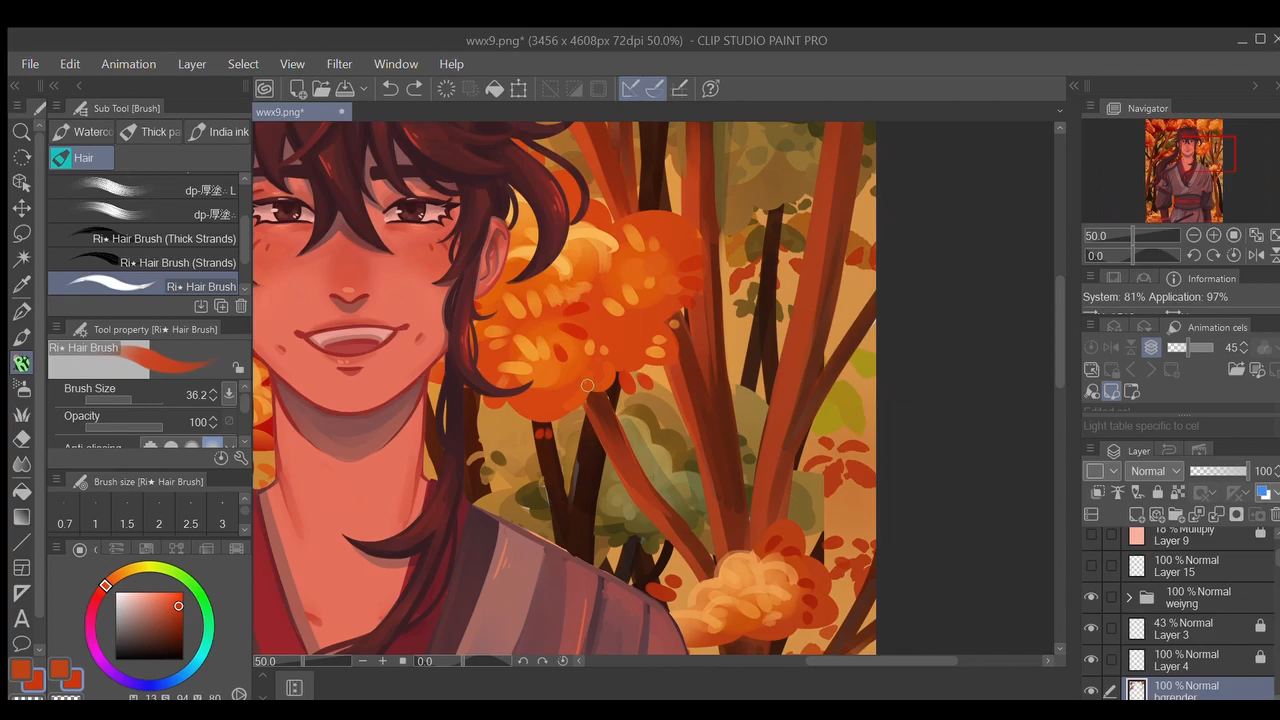 wwx9.png* (3456 x 4608px 72dpi 50.0%) - CLIP STUDIO PAINT PRO
File Edit Animation Layer Select View Filter Window Help
Sub Tool [Brush]
wwx9.png*
Navigator
Waterc Thick pa India ink
Hair
dp-厚塗 L
dp-厚塗
Ri★ Hair Brush (Thick Strands)
Ri★ Hair Brush (Strands)
Ri★ Hair Brush
Tool property [Ri★ Hair Brush]
Ri★ Hair Brush
Brush Size 36.2
Opacity 100
Brush size [Ri★ Hair Brush]
0.7 1 1.5 2 2.5 3
13 S 94 V 80
50.0 0.0
50.0
0.0
Information
System: 81% Application: 97%
Animation cels
45
Light table specific to cel
Layer
Normal 100
18 % Multiply
Layer 9
100 % Normal
Layer 15
100 % Normal
weiyng
43 % Normal
Layer 3
100 % Normal
Layer 4
100 % Normal
bgrender